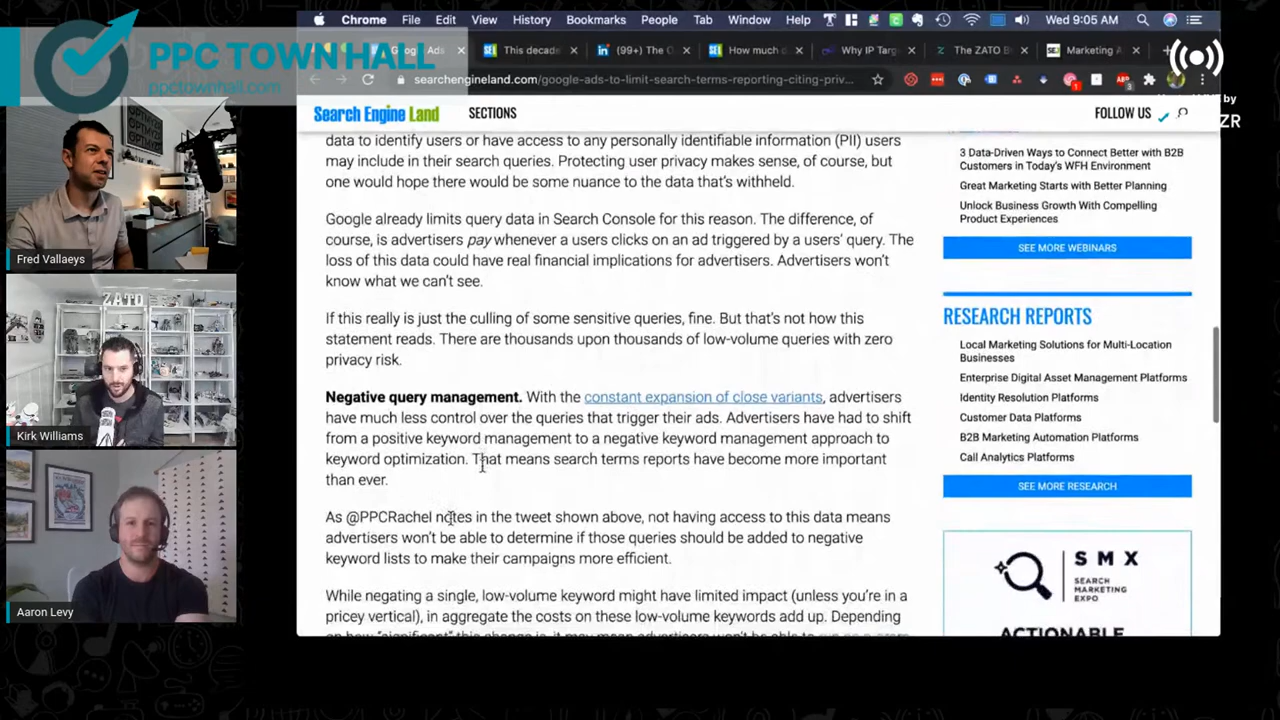 PPC TOWN HALL
ppctownhall.com
Chrome File Edit View History Bookmarks People Tab Window Help
Wed 9:05 AM
This decade
(99+) The
How much
Why IP Targ
The ZATO B
Marketing
searchengineland.com/google-ads-to-limit-search-terms-reporting-citing-priv...
by
ZR
Search Engine Land
SECTIONS
FOLLOW US
data to identify users or have access to any personally identifiable information (PII) users
may include in their search queries. Protecting user privacy makes sense, of course, but
one would hope there would be some nuance to the data that's withheld.
Google already limits query data in Search Console for this reason. The difference, of
course, is advertisers pay whenever a users clicks on an ad triggered by a users' query. The
loss of this data could have real financial implications for advertisers. Advertisers won't
know what we can't see.
If this really is just the culling of some sensitive queries, fine. But that's not how this
statement reads. There are thousands upon thousands of low-volume queries with zero
privacy risk.
Negative query management. With the constant expansion of close variants, advertisers
have much less control over the queries that trigger their ads. Advertisers have had to shift
from a positive keyword management to a negative keyword management approach to
keyword optimization. That means search terms reports have become more important
than ever.
As @PPCRachel notes in the tweet shown above, not having access to this data means
advertisers won't be able to determine if those queries should be added to negative
keyword lists to make their campaigns more efficient.
While negating a single, low-volume keyword might have limited impact (unless you're in a
pricey vertical), in aggregate the costs on these low-volume keywords add up. Depending
3 Data-Driven Ways to Connect Better with B2B
Customers in Today's WFH Environment
Great Marketing Starts with Better Planning
Unlock Business Growth With Compelling
Product Experiences
SEE MORE WEBINARS
RESEARCH REPORTS
Local Marketing Solutions for Multi-Location
Businesses
Enterprise Digital Asset Management Platforms
Identity Resolution Platforms
Customer Data Platforms
B2B Marketing Automation Platforms
Call Analytics Platforms
SEE MORE RESEARCH
SMX
SEARCH
MARKETING
EXPO
ACTIONABLE
Fred Vallaeys
ZATO
Kirk Williams
Aaron Levy